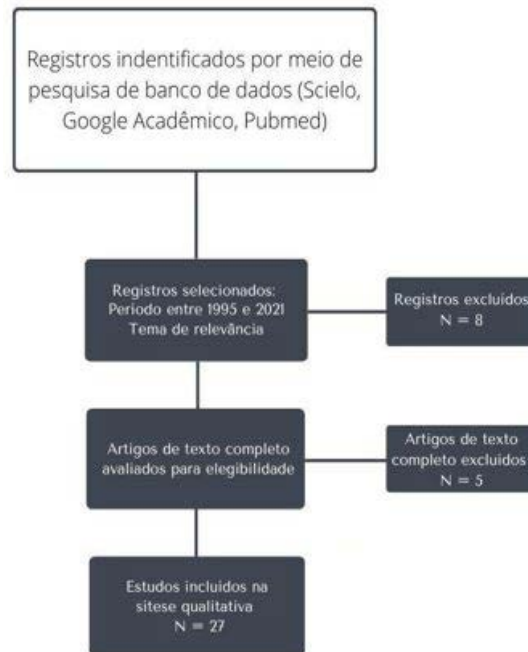 Registros indentificados por meio de
pesquisa de banco de dados (Scielo,
Google Acadêmico, Pubmed)
Registros selecionados:
Período entre 1995 e 2021
Tema de relevância
Registros excluídos
N = 8
Artigos de texto completo
avaliados para elegibilidade
Artigos de texto
completo excluídos
N = 5
Estudos incluídos na
sítese qualitativa
N = 27